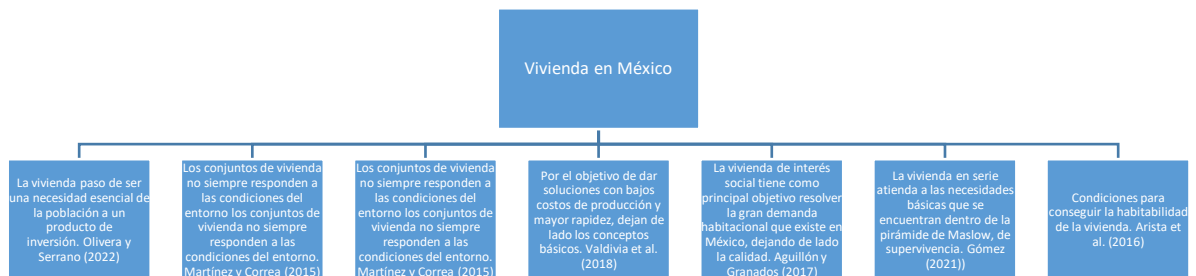 Vivienda en México
La vivienda paso de ser
una necesidad esencial de
la población a un
producto de
inversión. Olivera y
Serrano (2022)
Los conjuntos de vivienda
no siempre responden a
las condiciones del
entorno los conjuntos de
vivienda no siempre
responden a las
condiciones del entorno.
Martínez y Correa (2015)
Los conjuntos de vivienda
no siempre responden a
las condiciones del
entorno los conjuntos de
vivienda no siempre
responden a las
condiciones del entorno.
Martínez y Correa (2015)
Por el objetivo de dar
soluciones con bajos
costos de producción y
mayor rapidez, dejan de
lado los conceptos
básicos. Valdivia et al.
(2018)
La vivienda de interés
social tiene como
principal objetivo resolver
la gran demanda
habitacional que existe en
México, dejando de lado
la calidad. Aguillón y
Granados (2017)
La vivienda en serie
atienda a las necesidades
básicas que se
encuentran dentro de la
pirámide de Maslow, de
supervivencia. Gómez
(2021))
Condiciones para
conseguir la habitabilidad
de la vivienda. Arista et
al. (2016)